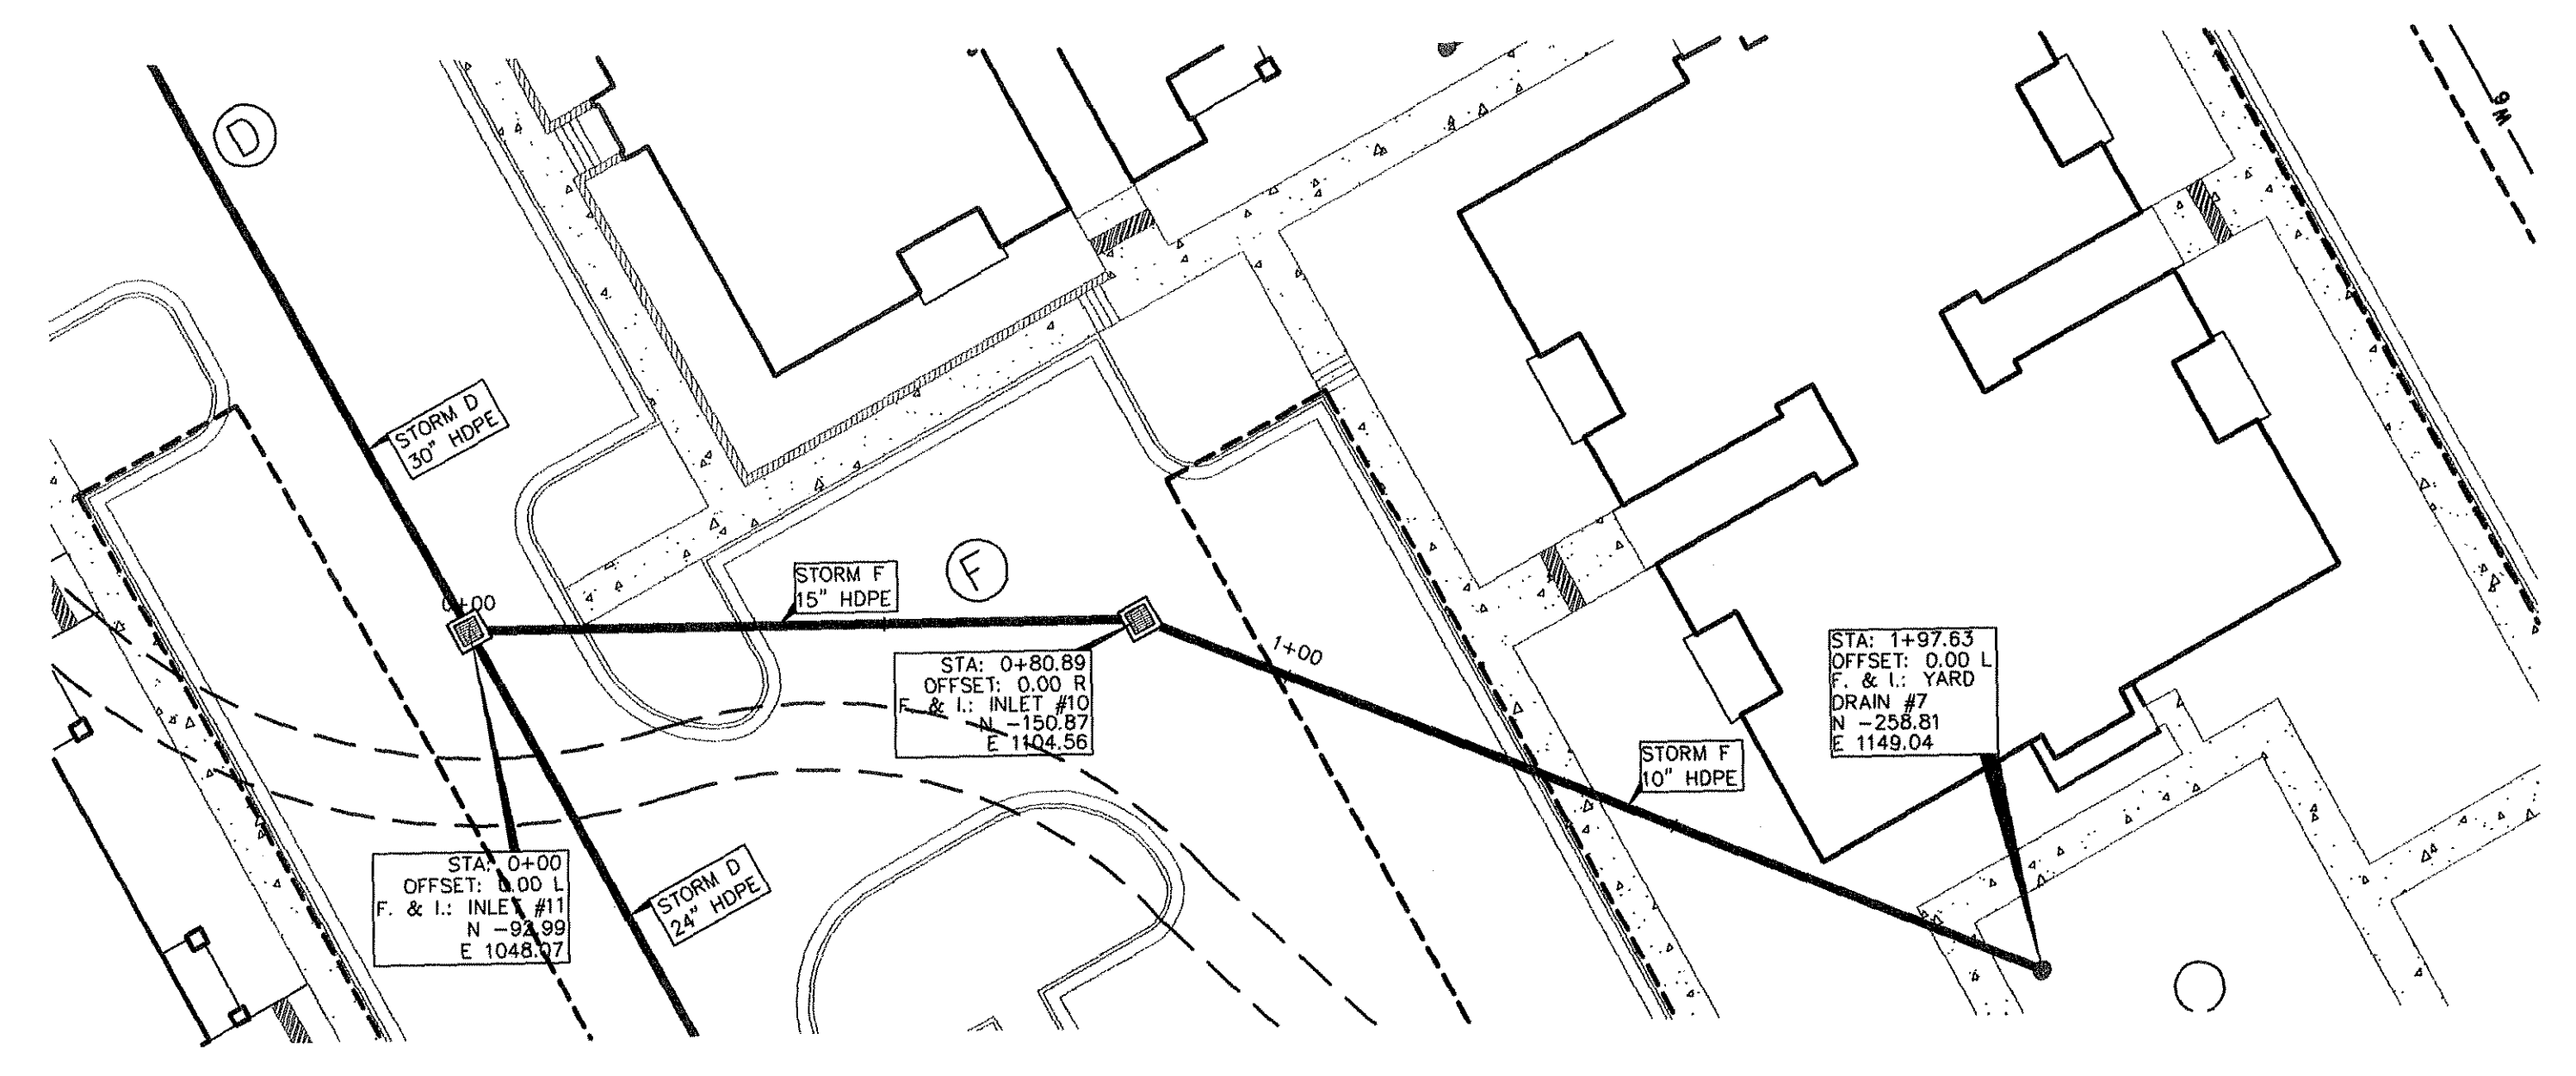 D
9 W
STORM D
30" HDPE
F
STORM F
15" HDPE
0+00
STA: 0+80.89
OFFSET: 0.00 R
F. & I.: INLET #10
N -150.87
E 1104.56
1+00
STA: 1+97.63
OFFSET: 0.00 L
F. & I.: YARD
DRAIN #7
N -258.81
E 1149.04
STORM F
10" HDPE
STA: 0+00
OFFSET: 0.00 L
F. & I.: INLET #11
N -92.99
E 1048.07
STORM D
24" HDPE